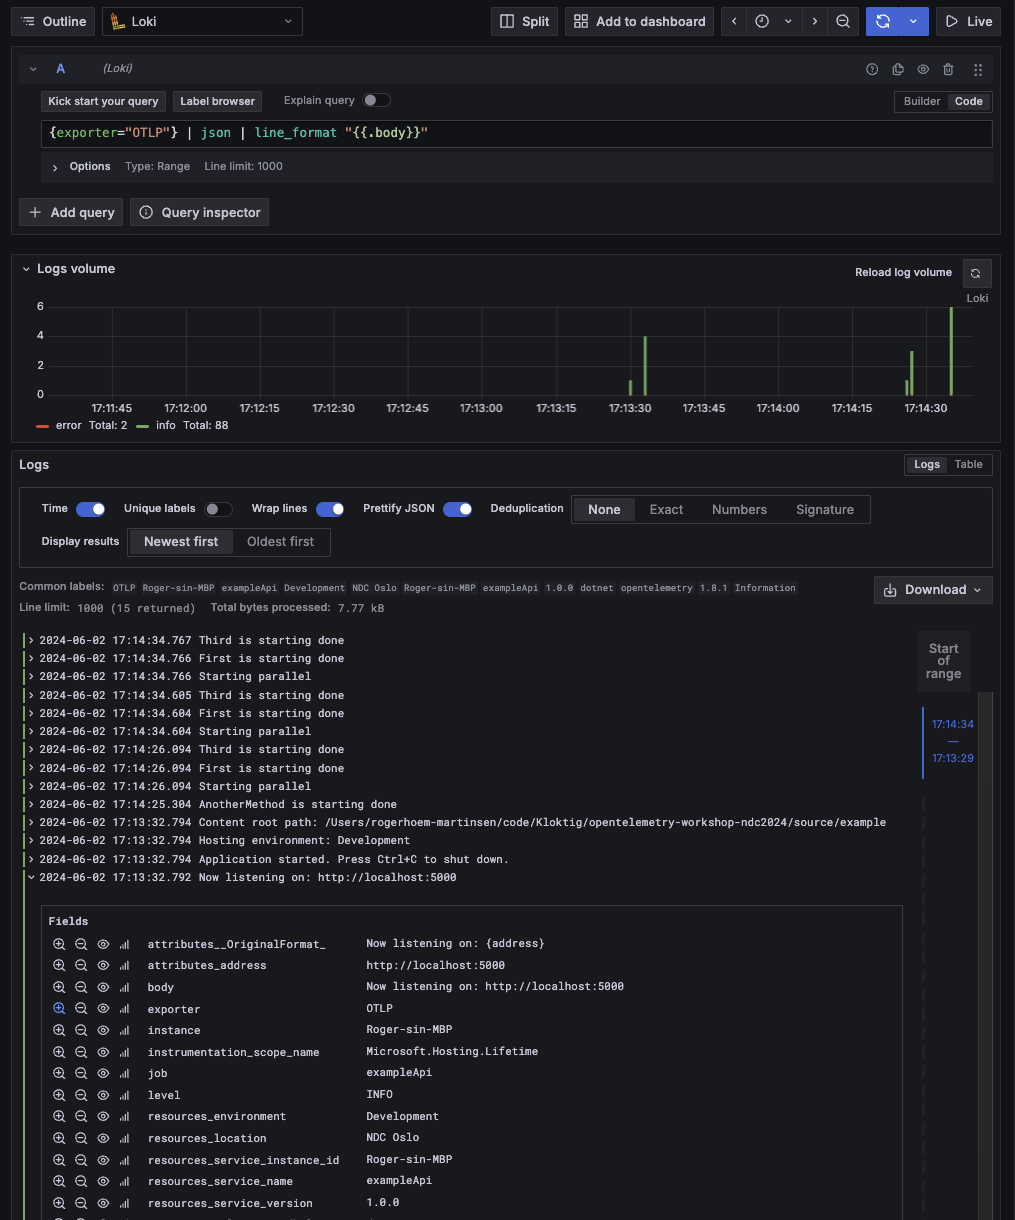 Outline Loki Split Add to dashboard Live
A (Loki)
Kick start your query Label browser Explain query Builder Code
{exporter="OTLP"} | json | line_format "{{.body}}"
Options Type: Range Line limit: 1000
+ Add query Query inspector
Logs volume
Reload log volume
Loki
6
4
2
0
17:11:45 17:12:00 17:12:15 17:12:30 17:12:45 17:13:00 17:13:15 17:13:30 17:13:45 17:14:00 17:14:15 17:14:30
error Total: 2 info Total: 88
Logs Logs Table
Time Unique labels Wrap lines Prettify JSON Deduplication None Exact Numbers Signature
Display results Newest first Oldest first
Common labels: OTLP Roger-sin-MBP exampleApi Development NDC Oslo Roger-sin-MBP exampleApi 1.0.0 dotnet opentelemetry 1.8.1 Information
Download
Line limit: 1000 (15 returned) Total bytes processed: 7.77 kB
2024-06-02 17:14:34.767 Third is starting done
2024-06-02 17:14:34.766 First is starting done
2024-06-02 17:14:34.766 Starting parallel
2024-06-02 17:14:34.605 Third is starting done
2024-06-02 17:14:34.604 First is starting done
2024-06-02 17:14:34.604 Starting parallel
2024-06-02 17:14:26.094 Third is starting done
2024-06-02 17:14:26.094 First is starting done
2024-06-02 17:14:26.094 Starting parallel
2024-06-02 17:14:25.304 AnotherMethod is starting done
2024-06-02 17:13:32.794 Content root path: /Users/rogerhoem-martinsen/code/Kloktig/opentelemetry-workshop-ndc2024/source/example
2024-06-02 17:13:32.794 Hosting environment: Development
2024-06-02 17:13:32.794 Application started. Press Ctrl+C to shut down.
2024-06-02 17:13:32.792 Now listening on: http://localhost:5000
Start
of
range
17:14:34
—
17:13:29
Fields
attributes__OriginalFormat_ Now listening on: {address}
attributes_address http://localhost:5000
body Now listening on: http://localhost:5000
exporter OTLP
instance Roger-sin-MBP
instrumentation_scope_name Microsoft.Hosting.Lifetime
job exampleApi
level INFO
resources_environment Development
resources_location NDC Oslo
resources_service_instance_id Roger-sin-MBP
resources_service_name exampleApi
resources_service_version 1.0.0